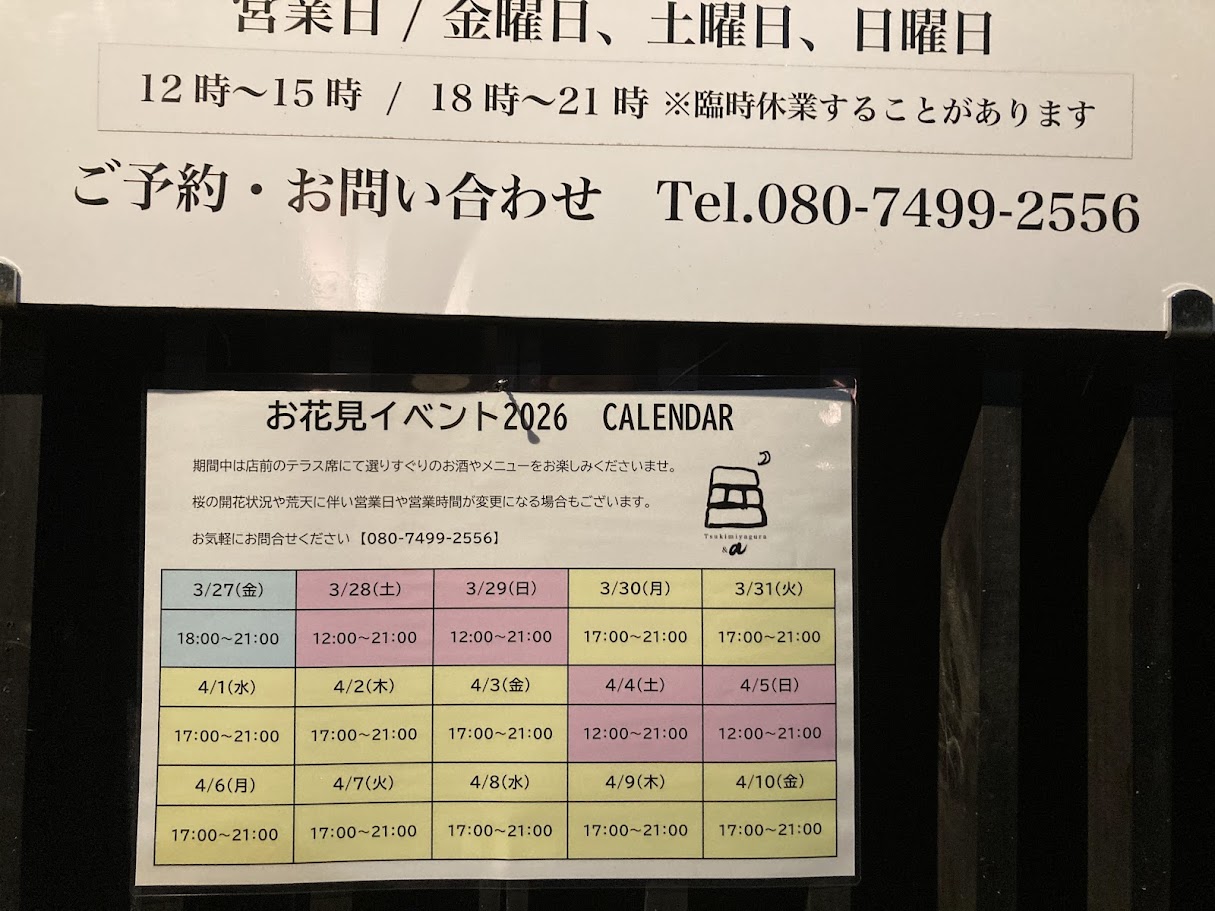 営業日 / 金曜日、土曜日、日曜日
12時～15時 / 18時～21時 ※臨時休業することがあります
ご予約・お問い合わせ Tel.080-7499-2556
お花見イベント2026 CALENDAR
期間中は店前のテラス席にて選りすぐりのお酒やメニューをお楽しみくださいませ。
桜の開花状況や荒天に伴い営業日や営業時間が変更になる場合もございます。
お気軽にお問合せください【080-7499-2556】
Tsukimiyagura
&a
3/27(金) 3/28(土) 3/29(日) 3/30(月) 3/31(火)
18:00～21:00 12:00～21:00 12:00～21:00 17:00～21:00 17:00～21:00
4/1(水) 4/2(木) 4/3(金) 4/4(土) 4/5(日)
17:00～21:00 17:00～21:00 17:00～21:00 12:00～21:00 12:00～21:00
4/6(月) 4/7(火) 4/8(水) 4/9(木) 4/10(金)
17:00～21:00 17:00～21:00 17:00～21:00 17:00～21:00 17:00～21:00